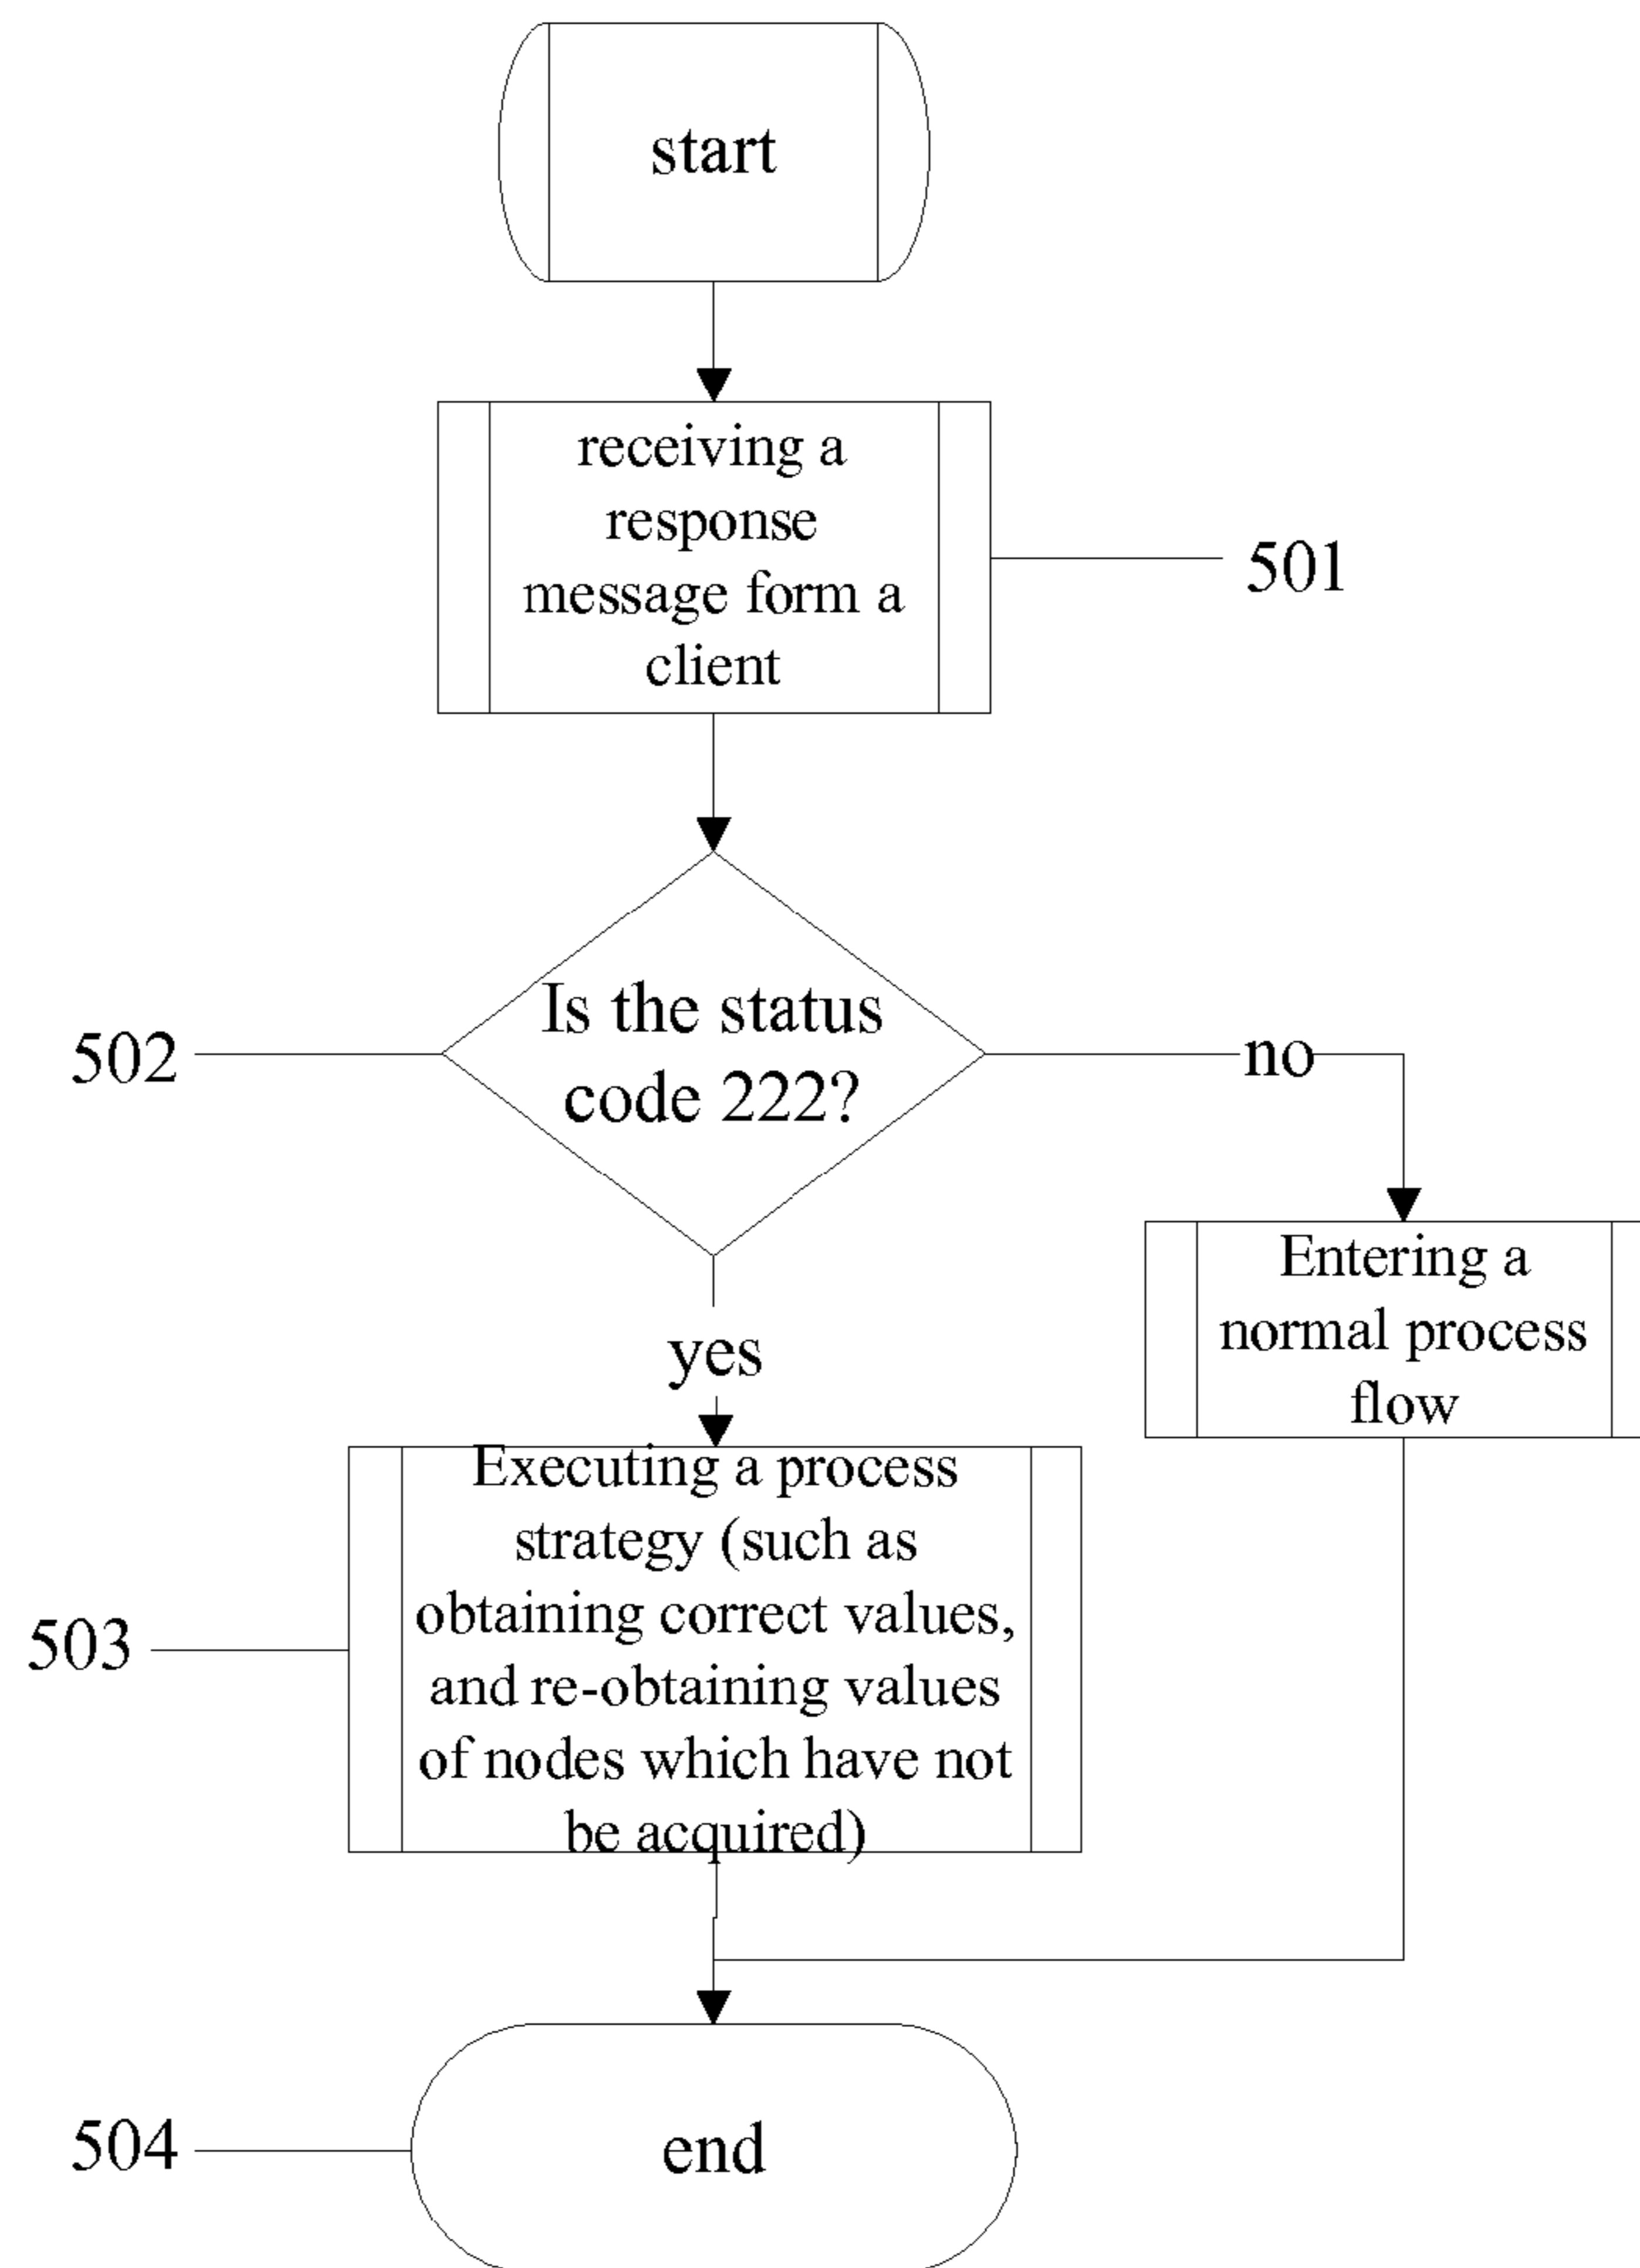 start
receiving a
response
message form a
client
501
Is the status
code 222?
502
no
yes
Entering a
normal process
flow
Executing a process
strategy (such as
obtaining correct values,
and re-obtaining values
of nodes which have not
be acquired)
503
504
end